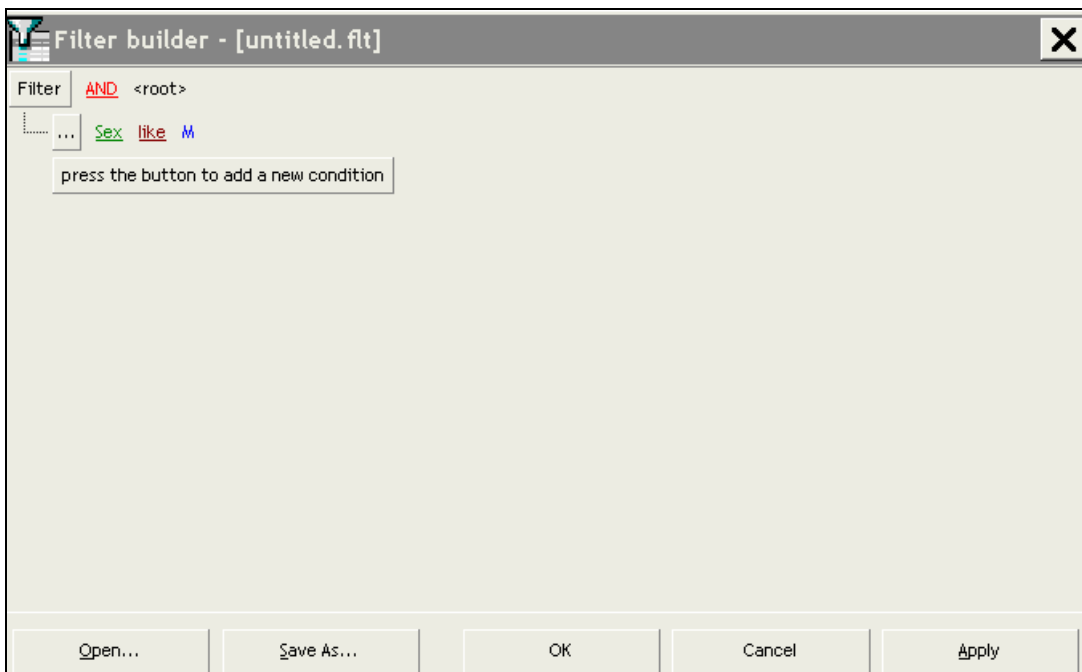 Filter builder - [untitled.flt]
Filter AND <root>
... Sex like M
press the button to add a new condition
Open... Save As... OK Cancel Apply